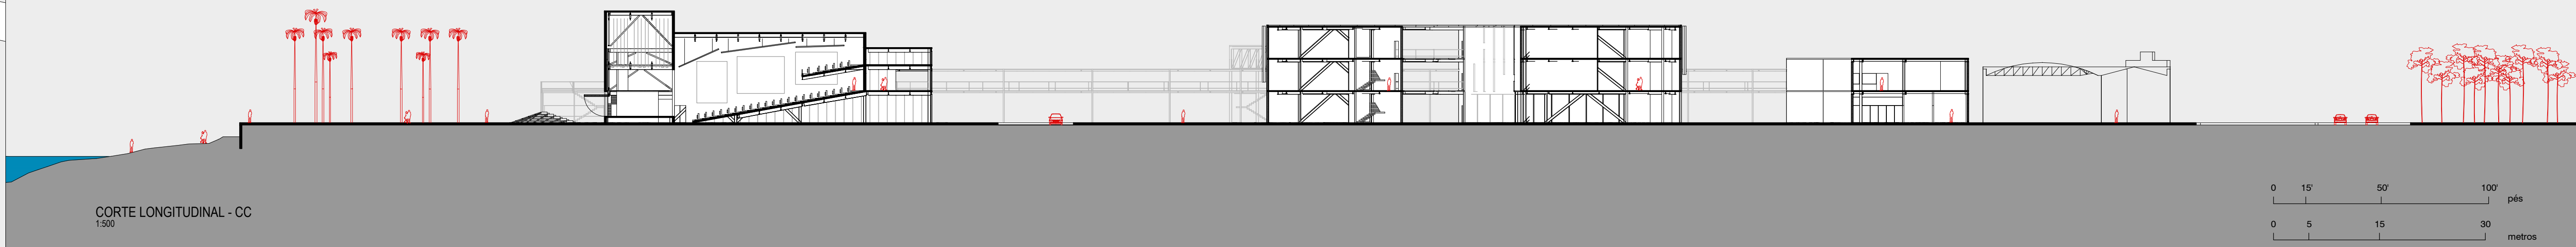 CORTE LONGITUDINAL - CC
1:500
0 15' 50' 100'
pés
0 5 15 30
metros